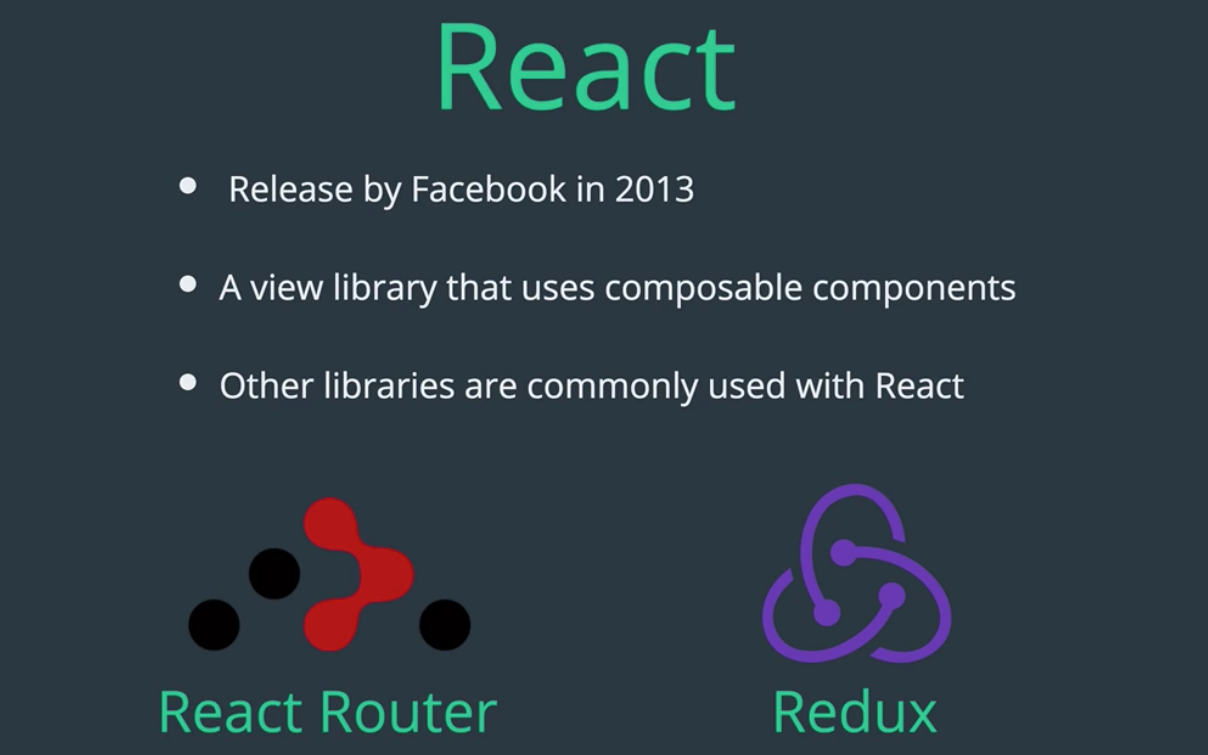 React
• Release by Facebook in 2013
• A view library that uses composable components
• Other libraries are commonly used with React
React Router
Redux